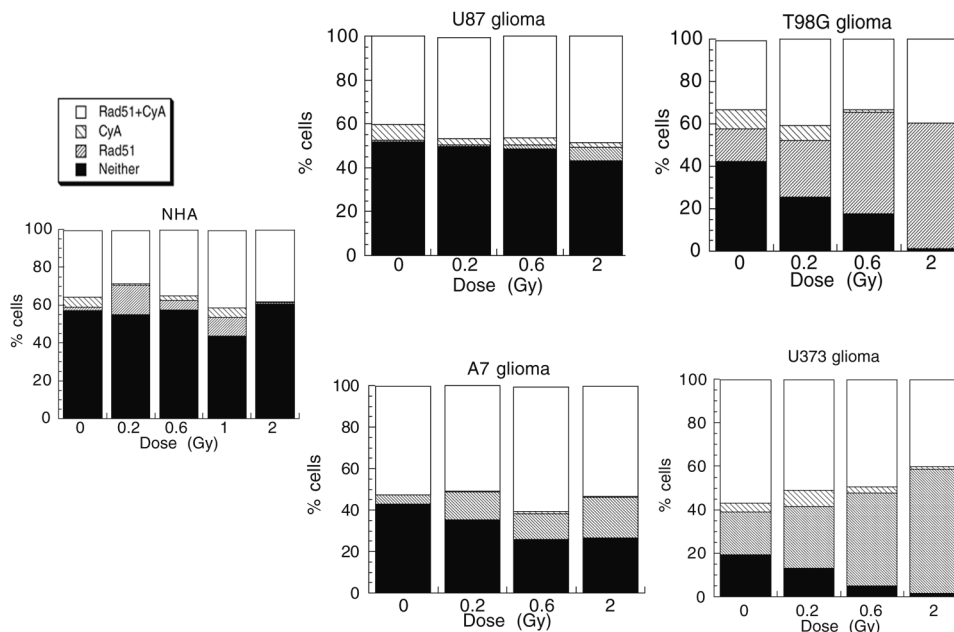 Rad51+CyA
CyA
Rad51
Neither
NHA
% cells
100
80
60
40
20
0
0 0.2 0.6 1 2
Dose (Gy)
U87 glioma
% cells
100
80
60
40
20
0
0 0.2 0.6 2
Dose (Gy)
T98G glioma
% cells
100
80
60
40
20
0
0 0.2 0.6 2
Dose (Gy)
A7 glioma
% cells
100
80
60
40
20
0
0 0.2 0.6 2
Dose (Gy)
U373 glioma
% cells
100
80
60
40
20
0
0 0.2 0.6 2
Dose (Gy)